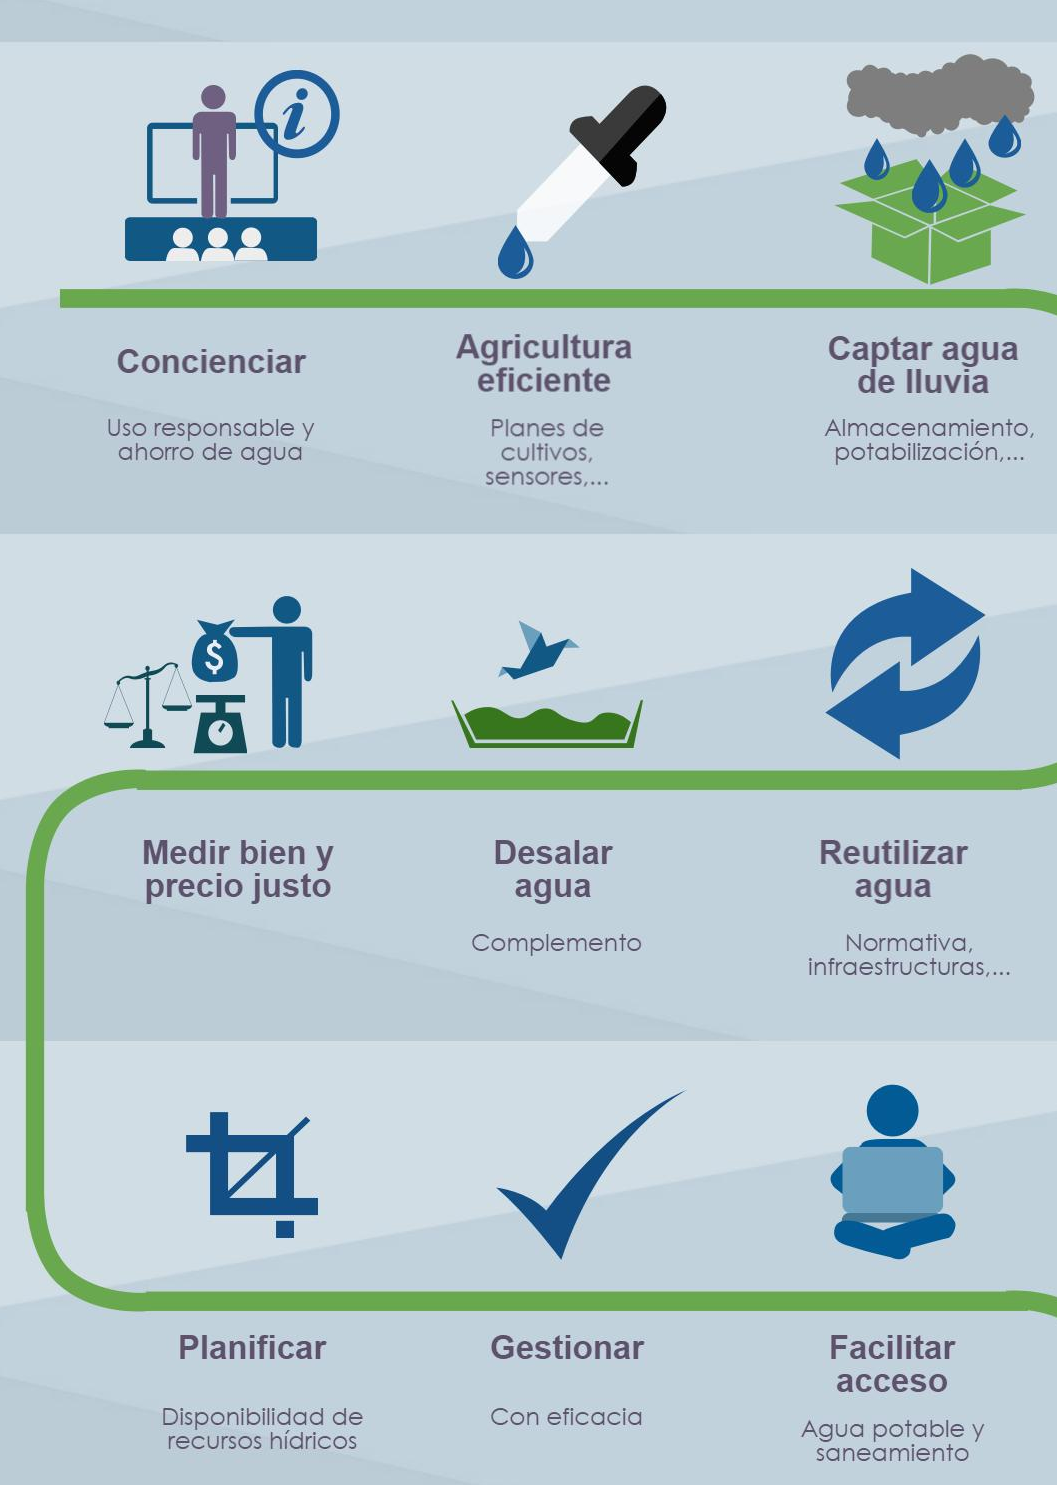 Concienciar
Uso responsable y
ahorro de agua
Agricultura
eficiente
Planes de
cultivos,
sensores,...
Captar agua
de lluvia
Almacenamiento,
potabilización,...
$
Medir bien y
precio justo
Desalar
agua
Complemento
Reutilizar
agua
Normativa,
infraestructuras,...
Planificar
Disponibilidad de
recursos hídricos
Gestionar
Con eficacia
Facilitar
acceso
Agua potable y
saneamiento